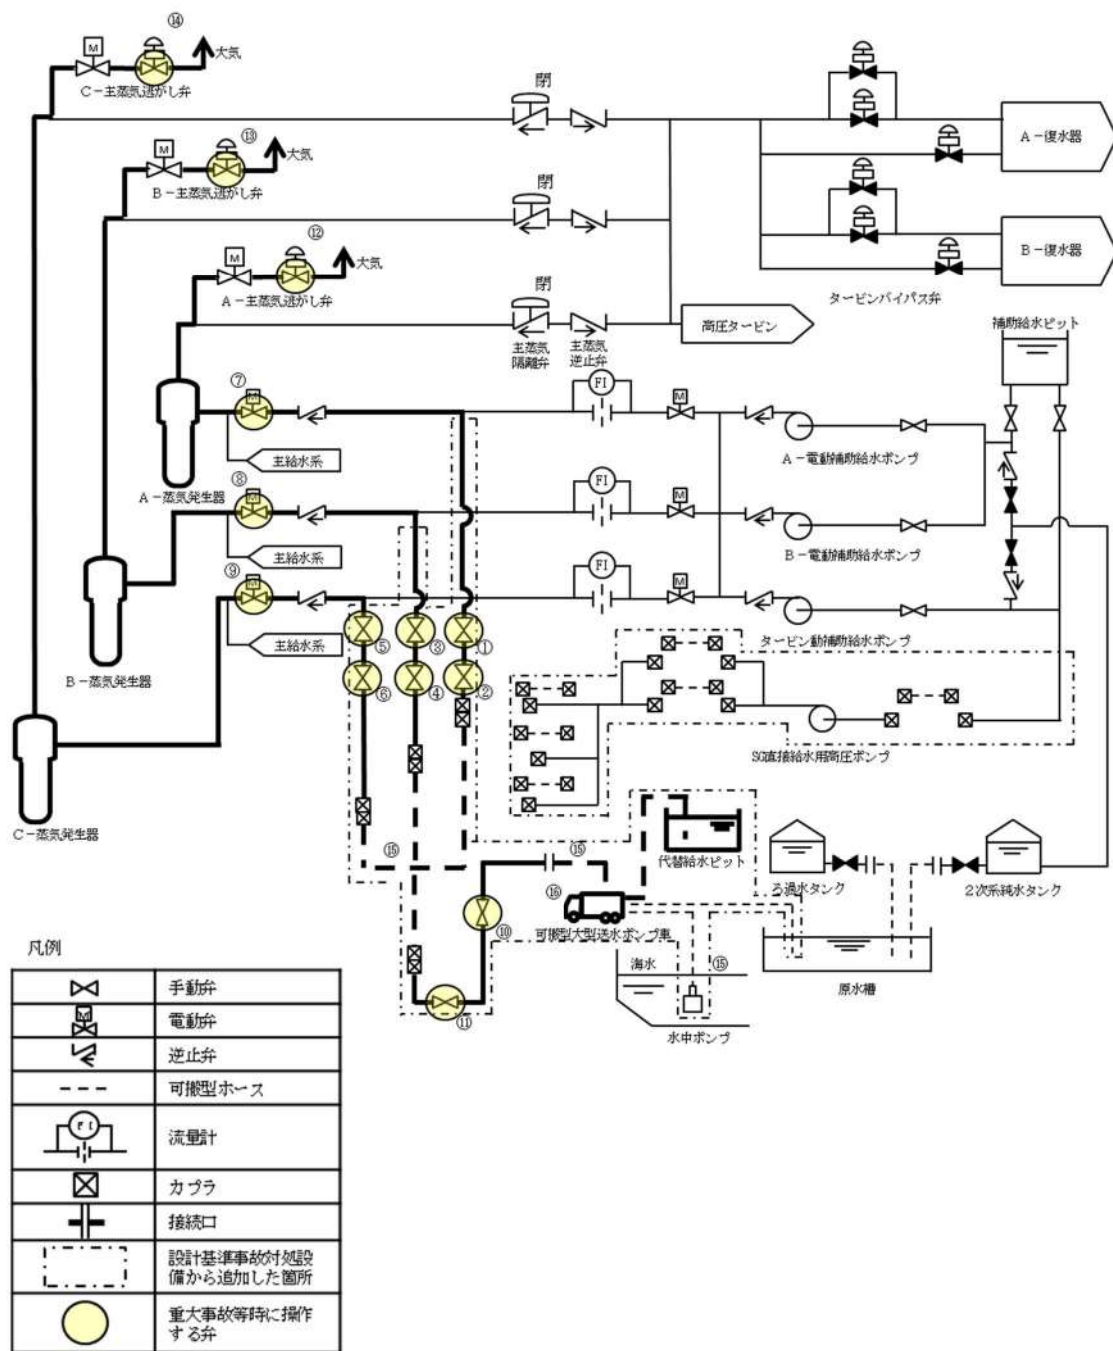 ⑭
M
大気
C-主蒸気逃がし弁
⑬
M
大気
B-主蒸気逃がし弁
⑫
M
大気
A-主蒸気逃がし弁
閉
閉
閉
主蒸気
隔離弁
主蒸気
逆止弁
A-復水器
B-復水器
タービンバイパス弁
高圧タービン
補助給水ピット
⑦
M
FI
M
主給水系
A-電動補助給水ポンプ
A-蒸気発生器
⑧
M
FI
M
主給水系
B-電動補助給水ポンプ
⑨
M
FI
M
主給水系
タービン動補助給水ポンプ
B-蒸気発生器
⑤
③
①
⑥
④
②
SG直接給水用高圧ポンプ
C-蒸気発生器
⑮
⑮
代替給水ピット
ろ過水タンク
2次系純水タンク
⑯
可搬型大型送水ポンプ車
⑩
⑪
海水
⑮
水中ポンプ
原水槽
凡例
手動弁
M
電動弁
逆止弁
可搬型ホース
FI
流量計
カプラ
接続口
設計基準事故対処設
備から追加した箇所
重大事故等時に操作
する弁